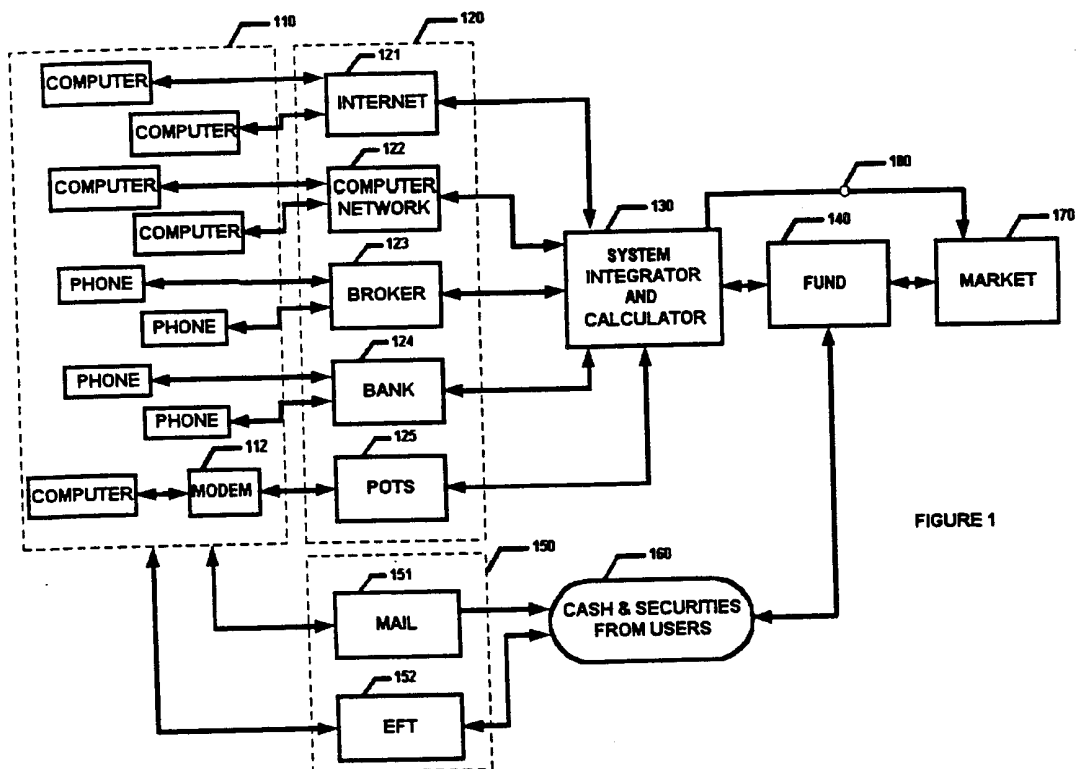 110
120
COMPUTER
121
INTERNET
COMPUTER
122
COMPUTER
COMPUTER
NETWORK
COMPUTER
180
130
140
170
123
SYSTEM
INTEGRATOR
AND
CALCULATOR
FUND
MARKET
PHONE
BROKER
PHONE
124
PHONE
BANK
PHONE
112
125
COMPUTER
MODEM
POTS
FIGURE 1
150
151
160
MAIL
CASH & SECURITIES
FROM USERS
152
EFT